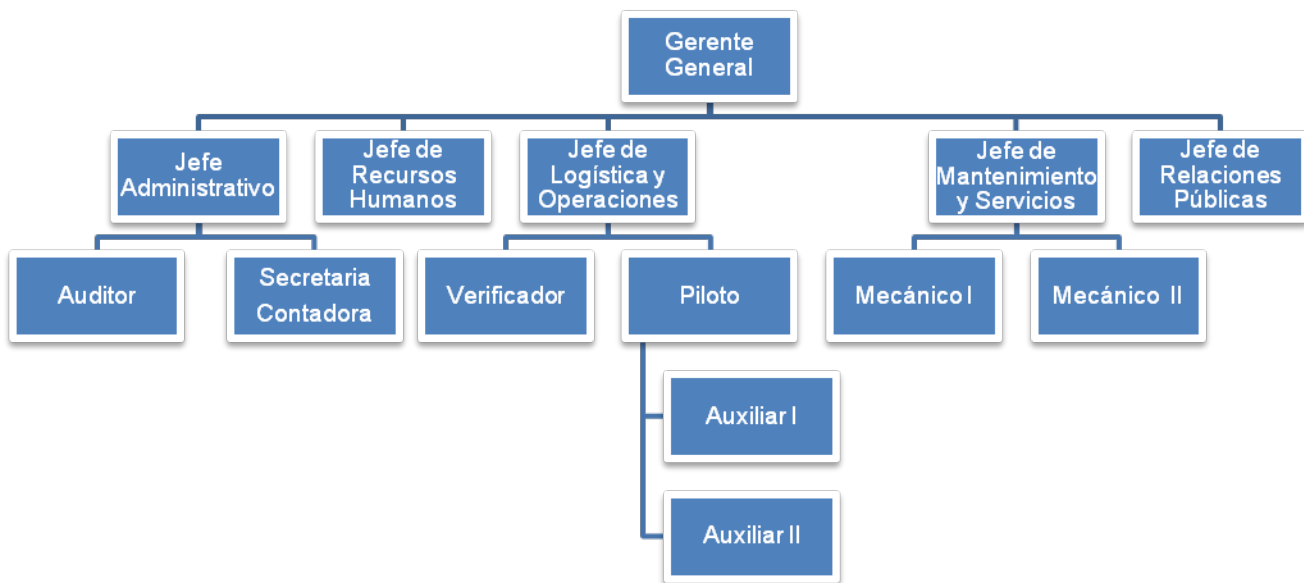 Gerente
General
Jefe
Administrativo
Jefe de
Recursos
Humanos
Jefe de
Logística y
Operaciones
Jefe de
Mantenimiento
y Servicios
Jefe de
Relaciones
Públicas
Auditor
Secretaria
Contadora
Verificador
Piloto
Mecánico I
Mecánico II
Auxiliar I
Auxiliar II